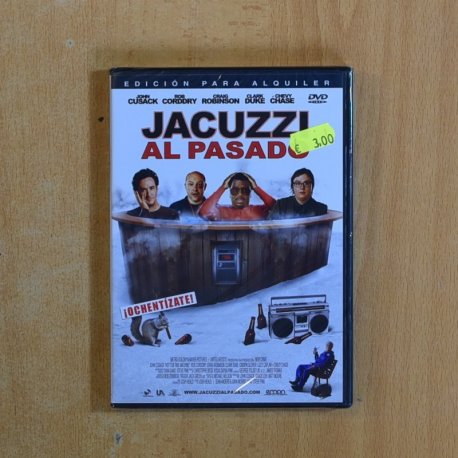 EDICIÓN PARA ALQUILER
JOHN CUSACK
ROB CORDDRY
CRAIG ROBINSON
CLARK DUKE
CHEVY CHASE
DVD
JACUZZI
AL PASADO
€ 3,00
¡OCHENTÍZATE!
WWW.JACUZZIALPASADO.COM